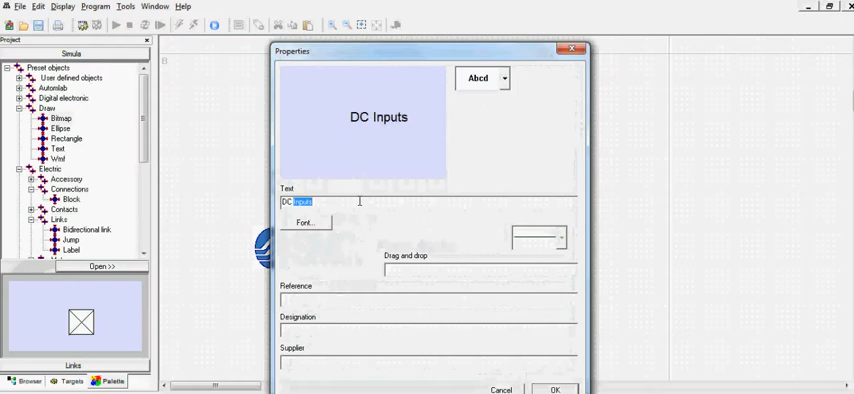 File Edit Display Program Tools Window Help
Project
Simula
Preset objects
User defined objects
Automlab
Digital electronic
Draw
Bitmap
Ellipse
Rectangle
Text
Wmf
Electric
Accessory
Connections
Block
Contacts
Links
Bidirectional link
Jump
Label
Open >>
Links
Browser Targets Palette
Properties
Abcd
DC Inputs
Text
DC Inputs
Font...
Drag and drop
Reference
Designation
Supplier
Cancel OK